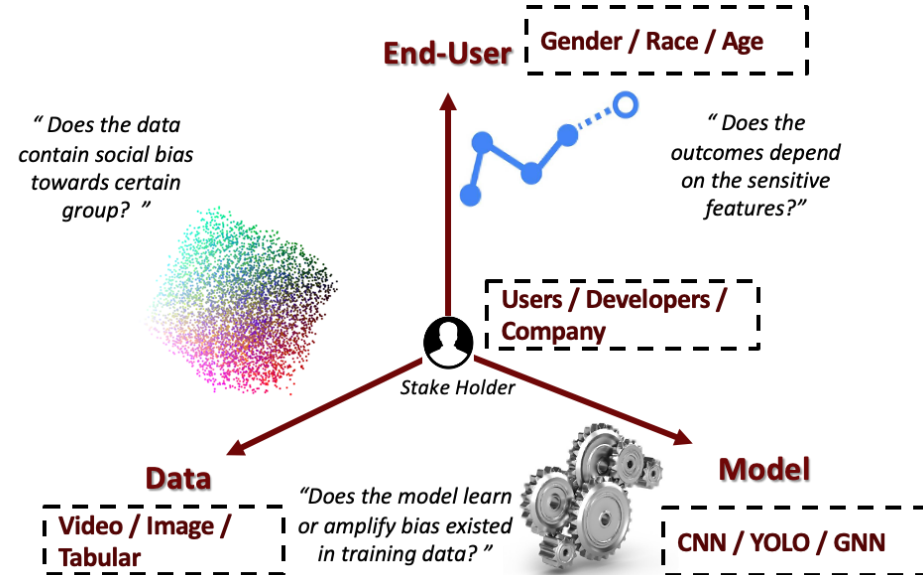 End-User
Gender / Race / Age
“ Does the data
contain social bias
towards certain
group? ”
“ Does the
outcomes depend
on the sensitive
features?”
Users / Developers /
Company
Stake Holder
Data
Video / Image /
Tabular
“Does the model learn
or amplify bias existed
in training data? ”
Model
CNN / YOLO / GNN